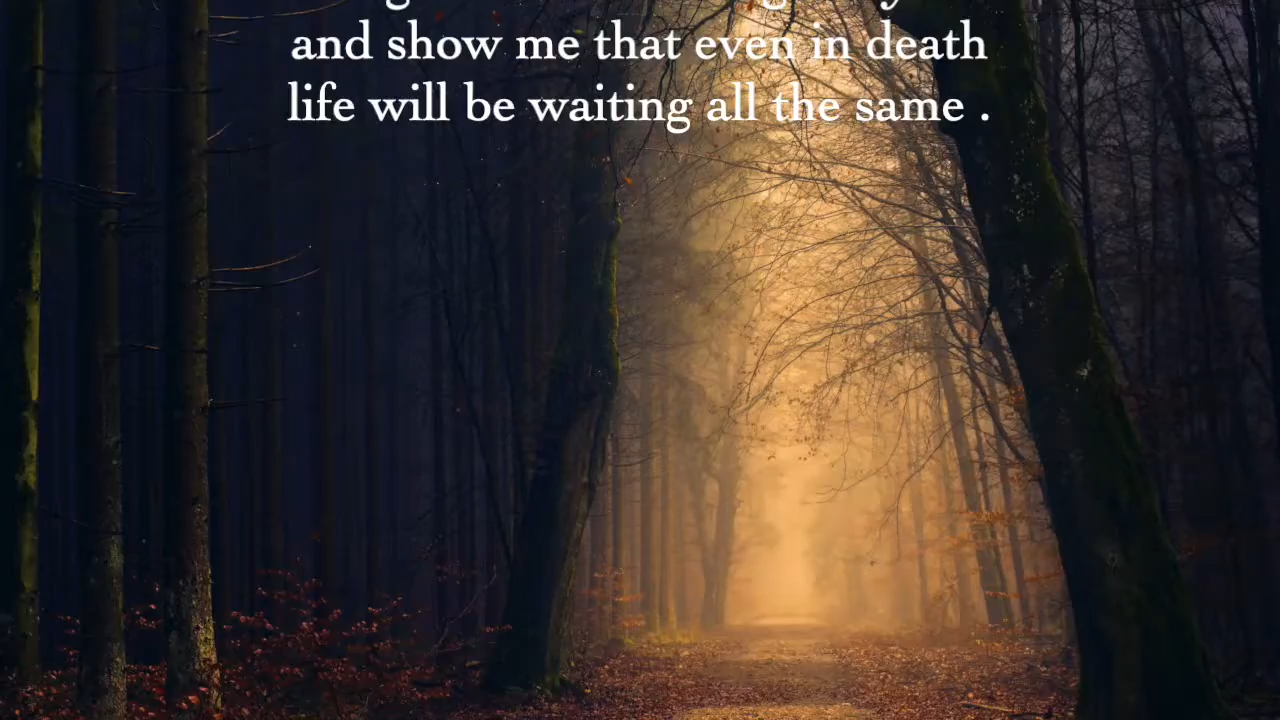 and show me that even in death
life will be waiting all the same .